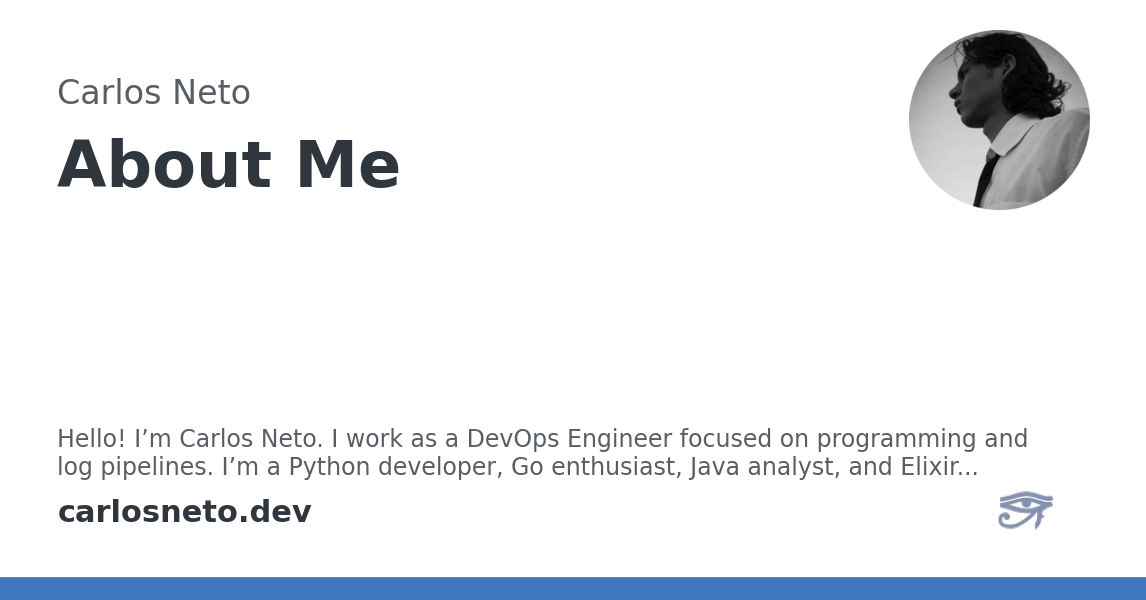 Carlos Neto
About Me
Hello! I’m Carlos Neto. I work as a DevOps Engineer focused on programming and
log pipelines. I’m a Python developer, Go enthusiast, Java analyst, and Elixir...
carlosneto.dev